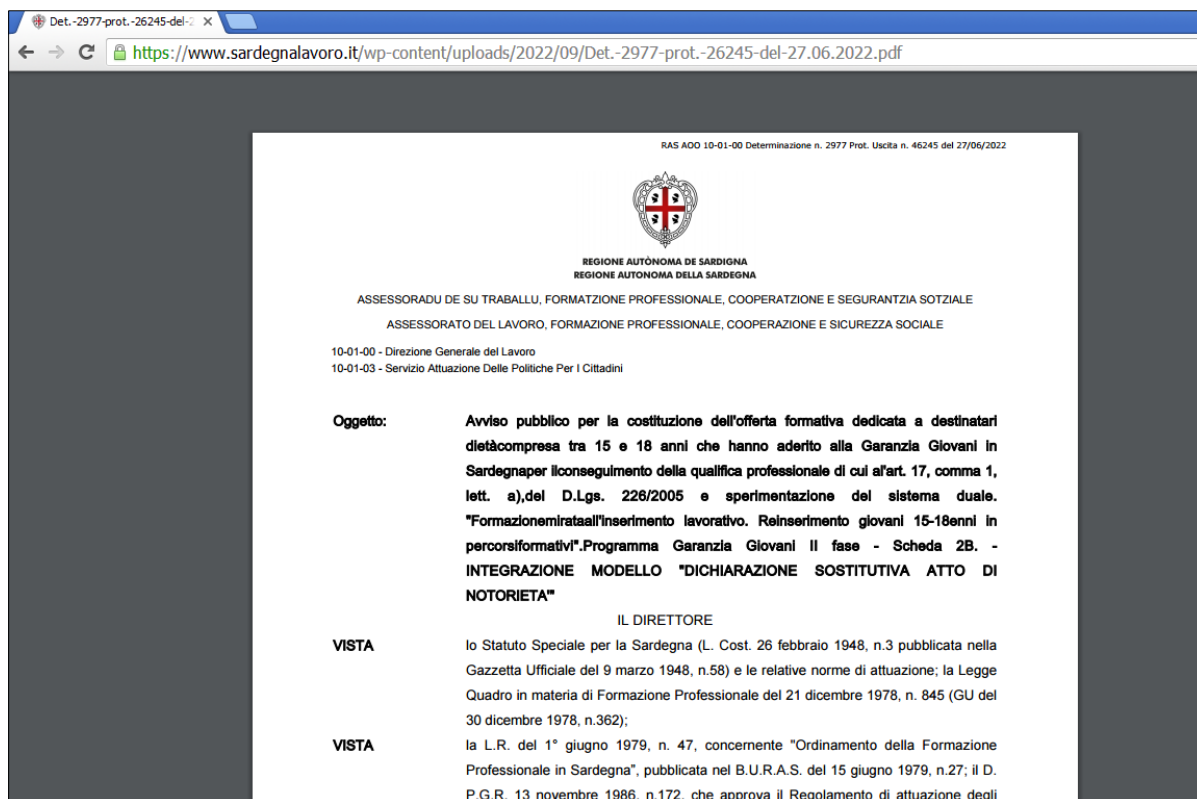 Det.-2977-prot.-26245-del-2
https://www.sardegnalavoro.it/wp-content/uploads/2022/09/Det.-2977-prot.-26245-del-27.06.2022.pdf
RAS AOO 10-01-00 Determinazione n. 2977 Prot. Uscita n. 46245 del 27/06/2022
REGIONE AUTÒNOMA DE SARDIGNA
REGIONE AUTONOMA DELLA SARDEGNA
ASSESSORADU DE SU TRABALLU, FORMATZIONE PROFESSIONALE, COOPERATZIONE E SEGURANTZIA SOTZIALE
ASSESSORATO DEL LAVORO, FORMAZIONE PROFESSIONALE, COOPERAZIONE E SICUREZZA SOCIALE
10-01-00 - Direzione Generale del Lavoro
10-01-03 - Servizio Attuazione Delle Politiche Per I Cittadini
Oggetto: Avviso pubblico per la costituzione dell'offerta formativa dedicata a destinatari
dietàcompresa tra 15 e 18 anni che hanno aderito alla Garanzia Giovani in
Sardegnaper ilconseguimento della qualifica professionale di cui al'art. 17, comma 1,
lett. a),del D.Lgs. 226/2005 e sperimentazione del sistema duale.
"Formazionemirataall'inserimento lavorativo. Reinserimento giovani 15-18enni in
percorsiformativi".Programma Garanzia Giovani II fase - Scheda 2B. -
INTEGRAZIONE MODELLO "DICHIARAZIONE SOSTITUTIVA ATTO DI
NOTORIETA'"
IL DIRETTORE
VISTA lo Statuto Speciale per la Sardegna (L. Cost. 26 febbraio 1948, n.3 pubblicata nella
Gazzetta Ufficiale del 9 marzo 1948, n.58) e le relative norme di attuazione; la Legge
Quadro in materia di Formazione Professionale del 21 dicembre 1978, n. 845 (GU del
30 dicembre 1978, n.362);
VISTA la L.R. del 1° giugno 1979, n. 47, concernente "Ordinamento della Formazione
Professionale in Sardegna", pubblicata nel B.U.R.A.S. del 15 giugno 1979, n.27; il D.
P.G.R. 13 novembre 1986, n.172, che approva il Regolamento di attuazione degli